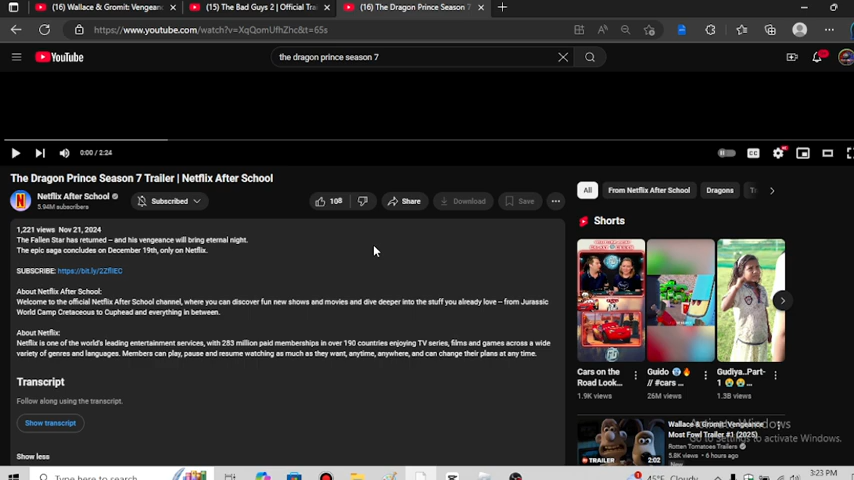 (16) Wallace & Gromit: Vengean
(15) The Bad Guys 2 | Official Trai
(16) The Dragon Prince Season 7
https://www.youtube.com/watch?v=XqQomUfhZhc&t=65s
YouTube
the dragon prince season 7
0:00 / 2:24
The Dragon Prince Season 7 Trailer | Netflix After School
Netflix After School
5.94M subscribers
Subscribed
108
Share
Download
Save
All
From Netflix After School
Dragons
1,221 views Nov 21, 2024
The Fallen Star has returned – and his vengeance will bring eternal night.
The epic saga concludes on December 19th, only on Netflix.
SUBSCRIBE: https://bit.ly/2ZfIIEC
About Netflix After School:
Welcome to the official Netflix After School channel, where you can discover fun new shows and movies and dive deeper into the stuff you already love – from Jurassic
World Camp Cretaceous to Cuphead and everything in between.
About Netflix:
Netflix is one of the world's leading entertainment services, with 283 million paid memberships in over 190 countries enjoying TV series, films and games across a wide
variety of genres and languages. Members can play, pause and resume watching as much as they want, anytime, anywhere, and can change their plans at any time.
Transcript
Follow along using the transcript.
Show transcript
Show less
Shorts
Cars on the
Road Look...
1.9K views
Guido
// #cars ...
26M views
Gudiya..Part-
1
1.3B views
TRAILER
2:02
Wallace & Gromit: Vengeance
Most Fowl Trailer #1 (2025)
Rotten Tomatoes Trailers
5.8K views • 6 hours ago
New
Activate Windows
Go to Settings to activate Windows.
Type here to search
45°F Cloudy
3:23 PM